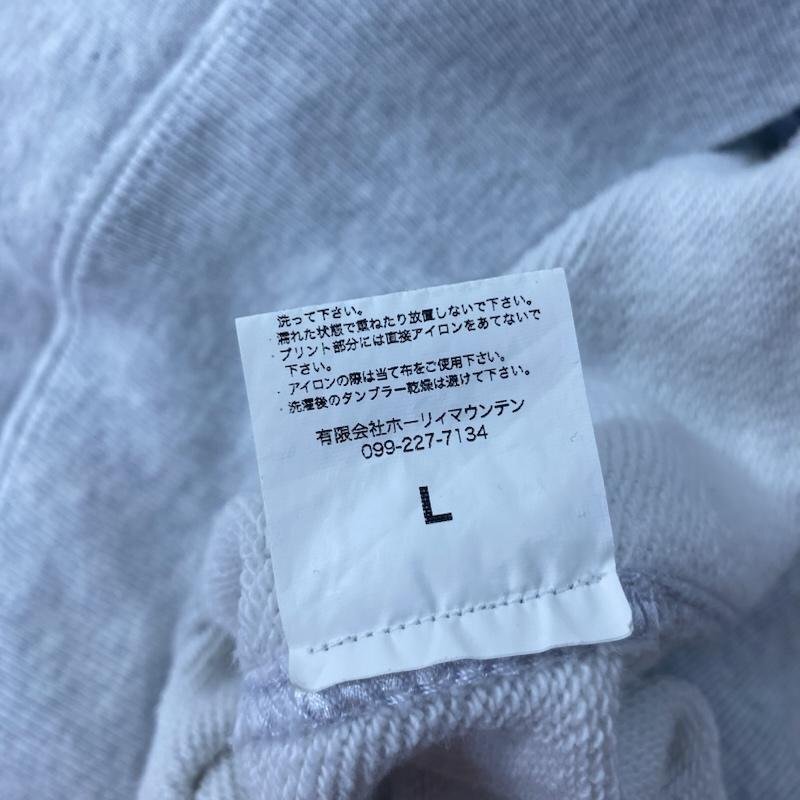 洗って下さい。
・濡れた状態で重ねたり放置しないで下さい。
・プリント部分には直接アイロンをあてないで
下さい。
・アイロンの際は当て布をご使用下さい。
・洗濯後のタンブラー乾燥は避けて下さい。
有限会社ホーリィマウンテン
099-227-7134
L